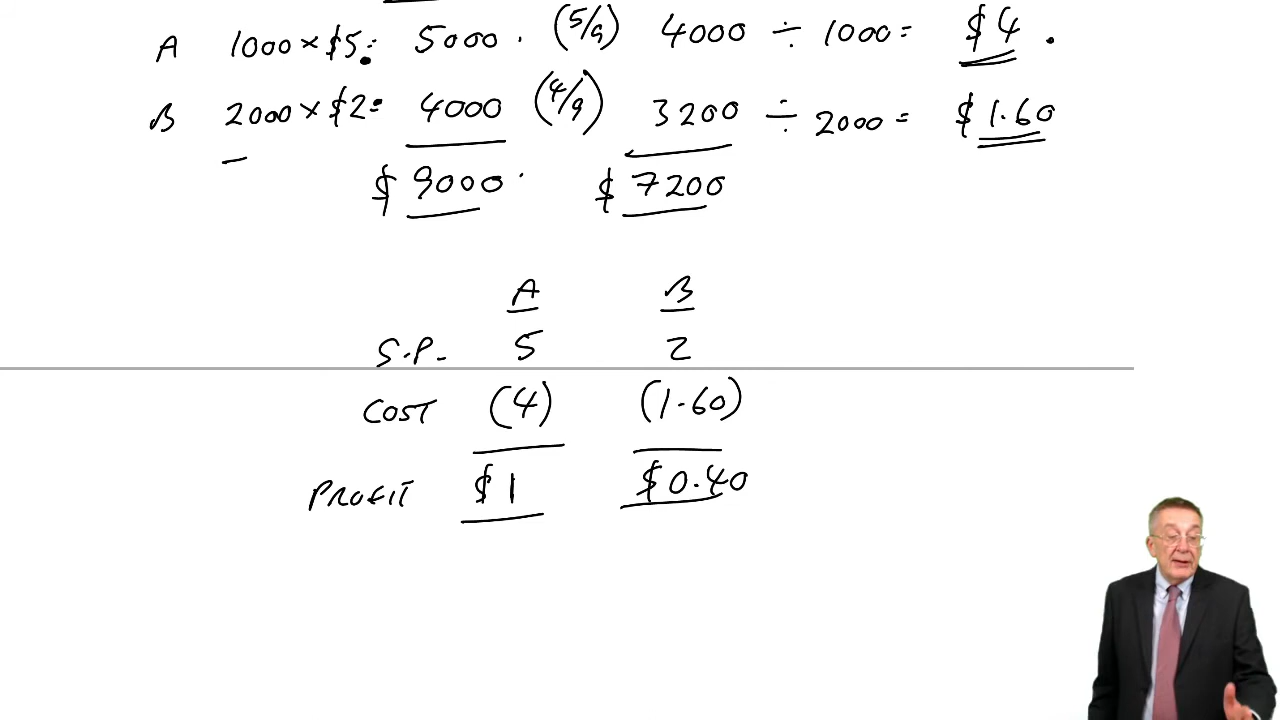 A 1000 × $5 = 5000 . (5/9) 4000 ÷ 1000 = $4 .
B 2000 × $2 = 4000 (4/9) 3200 ÷ 2000 = $1.60
$9000 . $7200
A B
S.P. 5 2
COST (4) (1.60)
PROFIT $1 $0.40